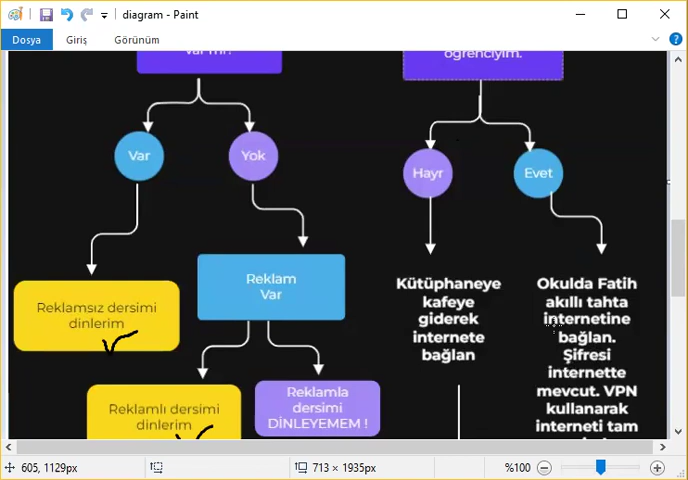 diagram - Paint
Dosya
Giriş
Görünüm
öğrenciyim.
Var
Yok
Hayr
Evet
Reklamsız dersimi
dinlerim
Reklam
Var
Kütüphaneye
kafeye
giderek
internete
bağlan
Okulda Fatih
akıllı tahta
internetine
bağlan.
Şifresi
internette
mevcut. VPN
kullanarak
interneti tam
Reklamlı dersimi
dinlerim
Reklamla
dersimi
DİNLEYEMEM !
605, 1129px
713 × 1935px
%100